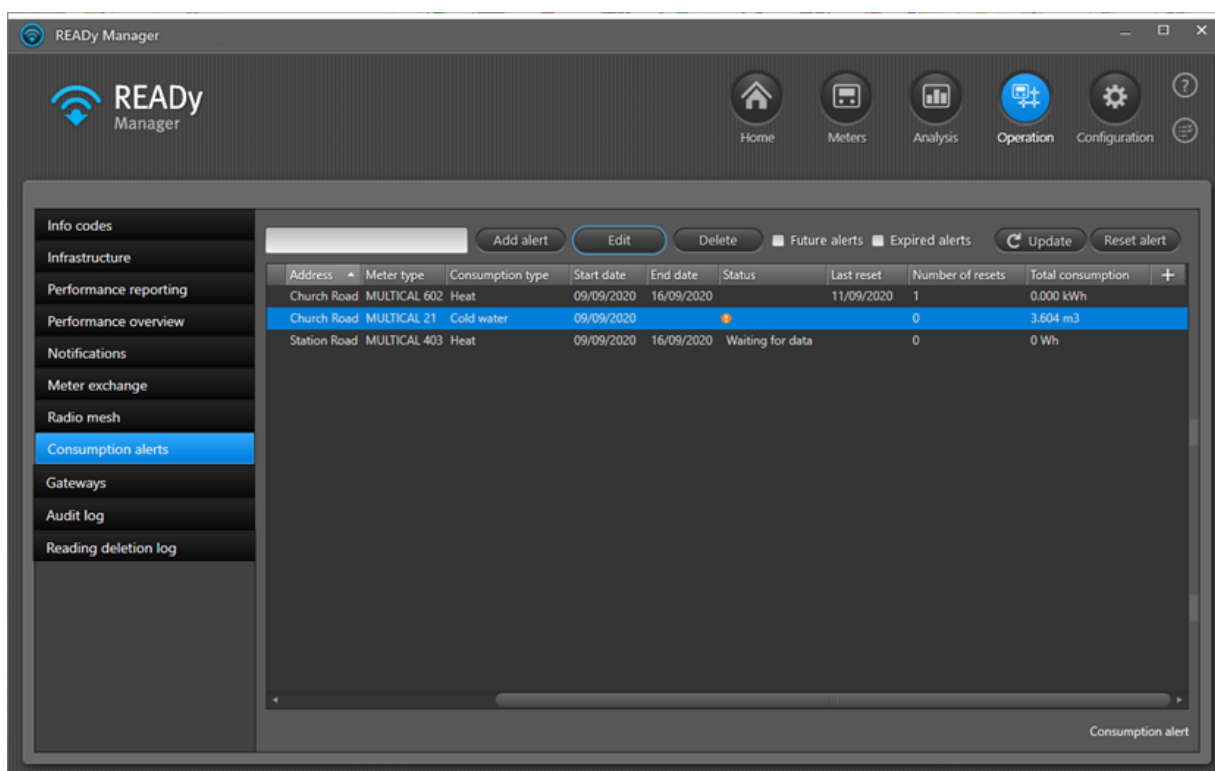 READy Manager
READy
Manager
Home Meters Analysis Operation Configuration
Info codes
Infrastructure
Performance reporting
Performance overview
Notifications
Meter exchange
Radio mesh
Consumption alerts
Gateways
Audit log
Reading deletion log
Add alert Edit Delete Future alerts Expired alerts Update Reset alert
Address Meter type Consumption type Start date End date Status Last reset Number of resets Total consumption +
Church Road MULTICAL 602 Heat 09/09/2020 16/09/2020 11/09/2020 1 0.000 kWh
Church Road MULTICAL 21 Cold water 09/09/2020 0 3.604 m3
Station Road MULTICAL 403 Heat 09/09/2020 16/09/2020 Waiting for data 0 0 Wh
Consumption alert